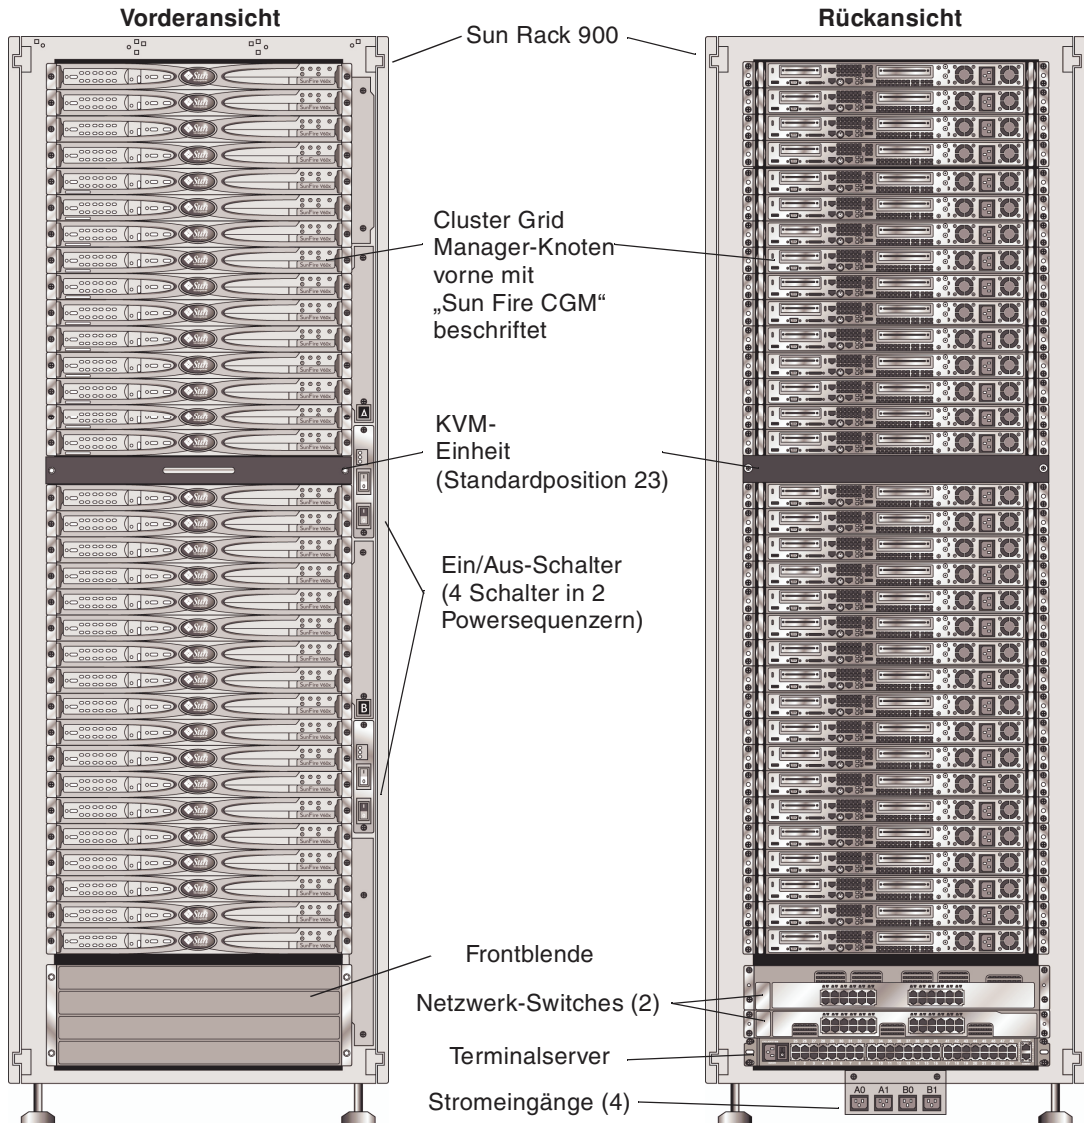 Vorderansicht
Rückansicht
Sun Rack 900
Cluster Grid
Manager-Knoten
vorne mit
„Sun Fire CGM“
beschriftet
A
KVM-
Einheit
(Standardposition 23)
Ein/Aus-Schalter
(4 Schalter in 2
Powersequenzern)
B
Frontblende
Netzwerk-Switches (2)
Terminalserver
Stromeingänge (4)
A0 A1 B0 B1